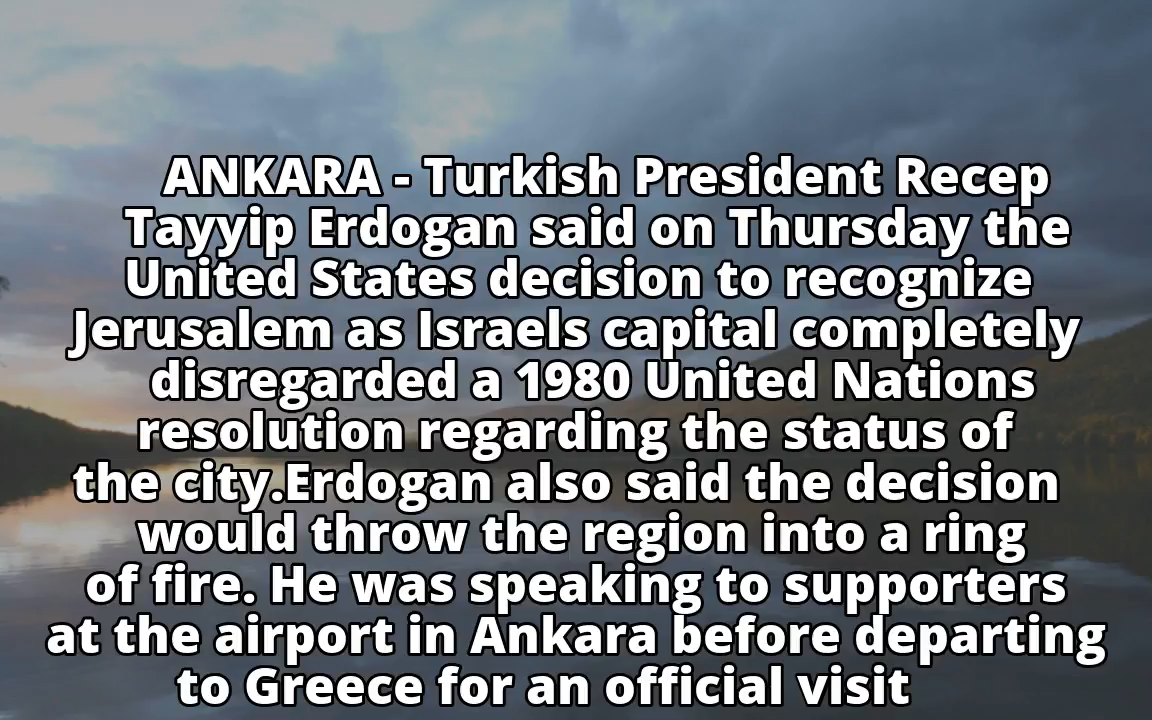 ANKARA - Turkish President Recep
Tayyip Erdogan said on Thursday the
United States decision to recognize
Jerusalem as Israels capital completely
disregarded a 1980 United Nations
resolution regarding the status of
the city.Erdogan also said the decision
would throw the region into a ring
of fire. He was speaking to supporters
at the airport in Ankara before departing
to Greece for an official visit